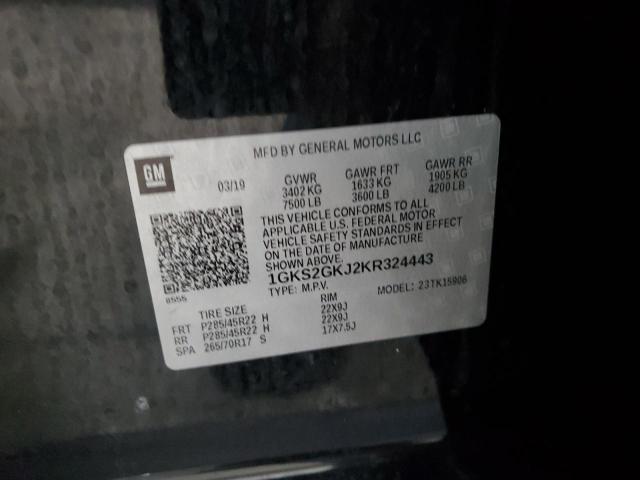 MFD BY GENERAL MOTORS LLC
GM
03/19
GVWR
3402 KG
7500 LB
GAWR FRT
1633 KG
3600 LB
GAWR RR
1905 KG
4200 LB
THIS VEHICLE CONFORMS TO ALL
APPLICABLE U.S. FEDERAL MOTOR
VEHICLE SAFETY STANDARDS IN EFFECT
ON THE DATE OF MANUFACTURE
SHOWN ABOVE.
1GKS2GKJ2KR324443
TYPE: M.P.V.
MODEL: 23TK15906
8555
TIRE SIZE RIM
FRT P285/45R22 H 22X9J
RR P285/45R22 H 22X9J
SPA 265/70R17 S 17X7.5J